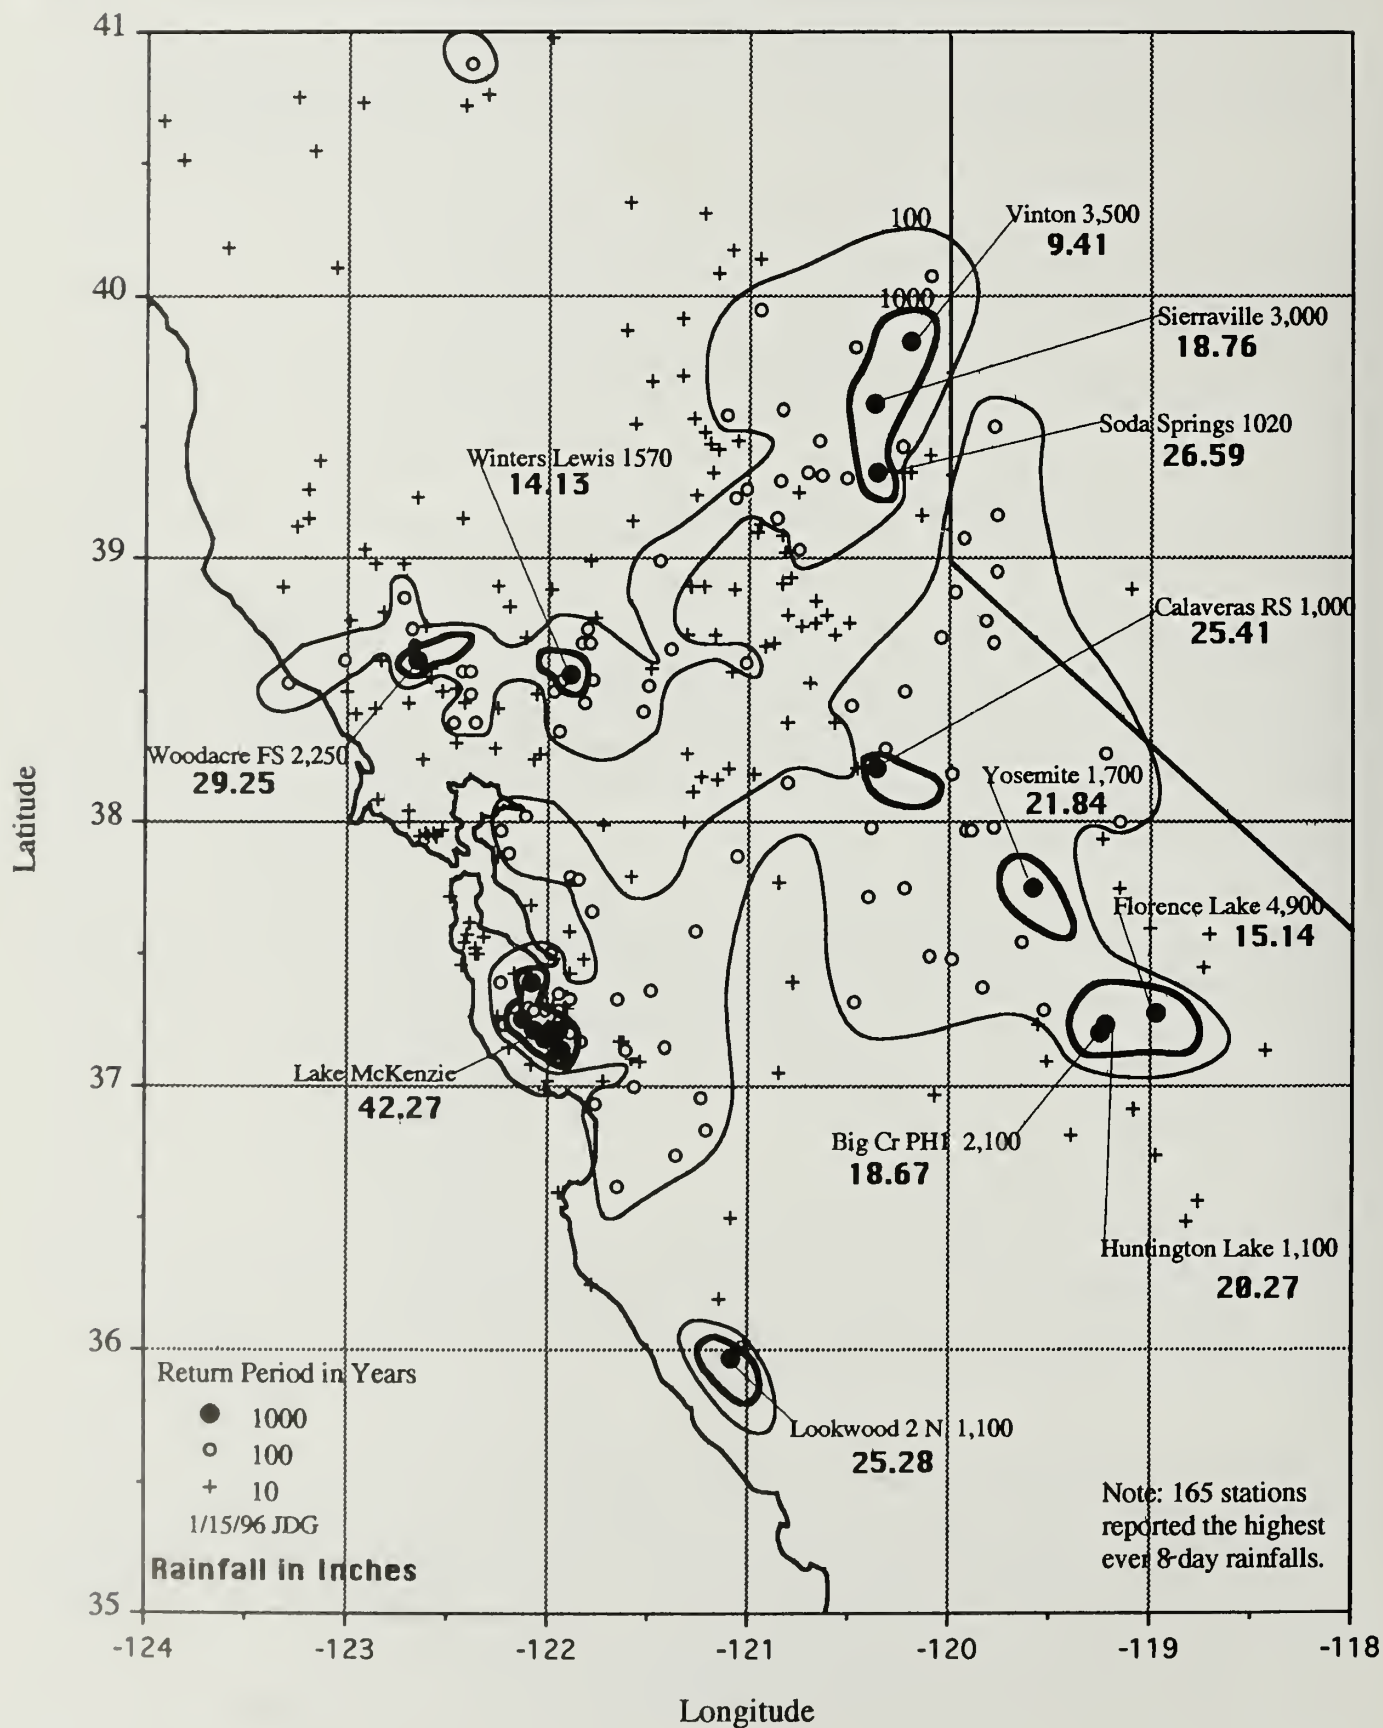 41
100
Vinton 3,500
9.41
40
1000
Sierraville 3,000
18.76
Soda Springs 1020
26.59
Winters Lewis 1570
14.13
39
Calaveras RS 1,000
25.41
Woodacre FS 2,250
29.25
Yosemite 1,700
21.84
Latitude
38
Florence Lake 4,900
15.14
Lake McKenzie
42.27
37
Big Cr PH1 2,100
18.67
Huntington Lake 1,100
20.27
36
Return Period in Years
1000
100
10
1/15/96 JDG
Rainfall in Inches
Lookwood 2 N 1,100
25.28
Note: 165 stations
reported the highest
ever 8-day rainfalls.
35
-124 -123 -122 -121 -120 -119 -118
Longitude